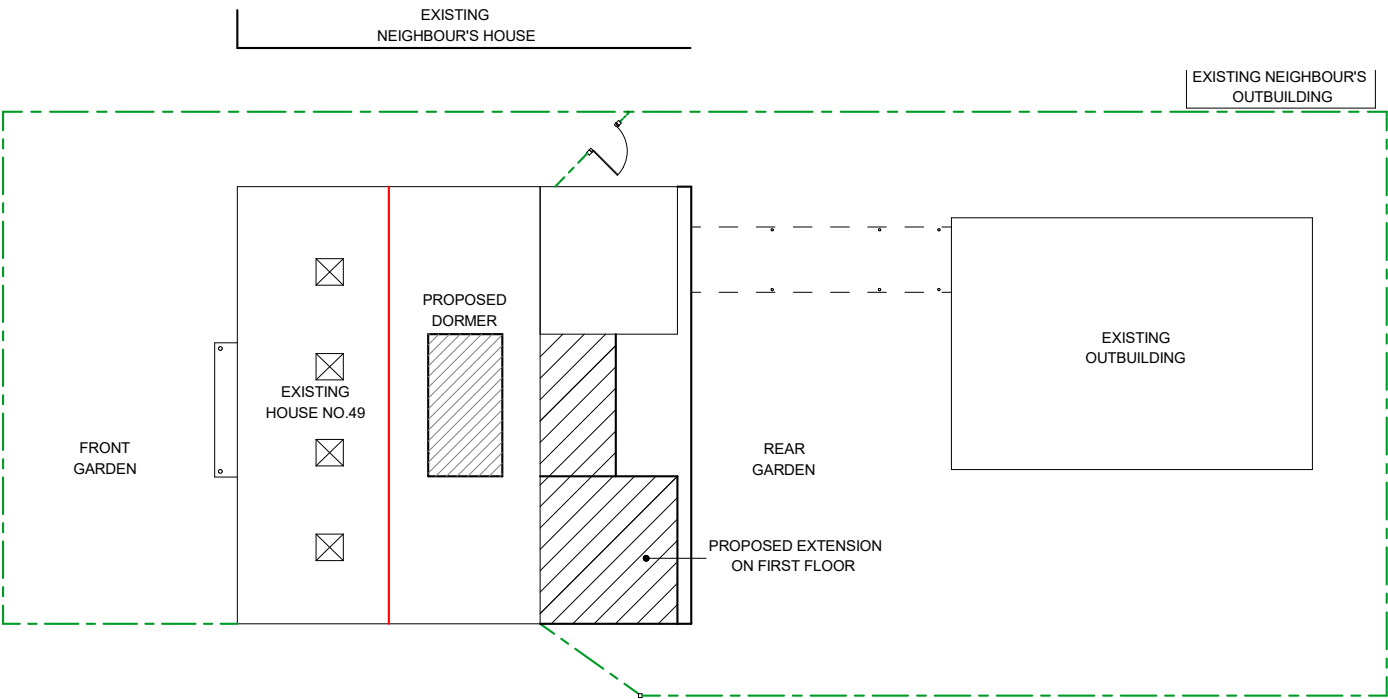 EXISTING
NEIGHBOUR'S HOUSE
EXISTING NEIGHBOUR'S
OUTBUILDING
PROPOSED
DORMER
EXISTING
OUTBUILDING
EXISTING
HOUSE NO.49
FRONT
GARDEN
REAR
GARDEN
PROPOSED EXTENSION
ON FIRST FLOOR